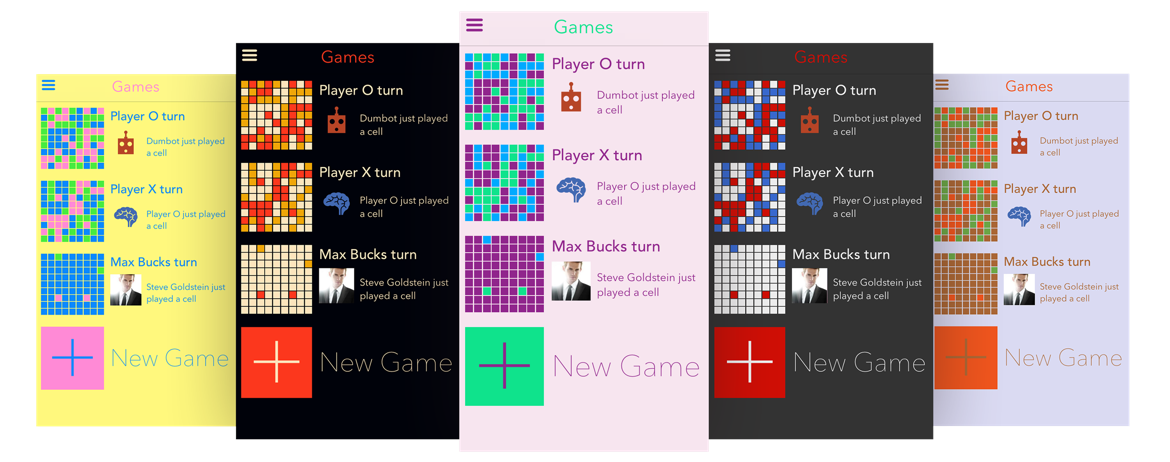 Games
Player O turn
Dumbot just played
a cell
Player X turn
Player O just played
a cell
Max Bucks turn
Steve Goldstein just
played a cell
New Game
Games
Player O turn
Dumbot just played
a cell
Player X turn
Player O just played
a cell
Max Bucks turn
Steve Goldstein just
played a cell
New Game
Games
Player O turn
Dumbot just played
a cell
Player X turn
Player O just played
a cell
Max Bucks turn
Steve Goldstein just
played a cell
New Game
Games
Player O turn
Dumbot just played
a cell
Player X turn
Player O just played
a cell
Max Bucks turn
Steve Goldstein just
played a cell
New Game
Games
Player O turn
Dumbot just played
a cell
Player X turn
Player O just played
a cell
Max Bucks turn
Steve Goldstein just
played a cell
New Game